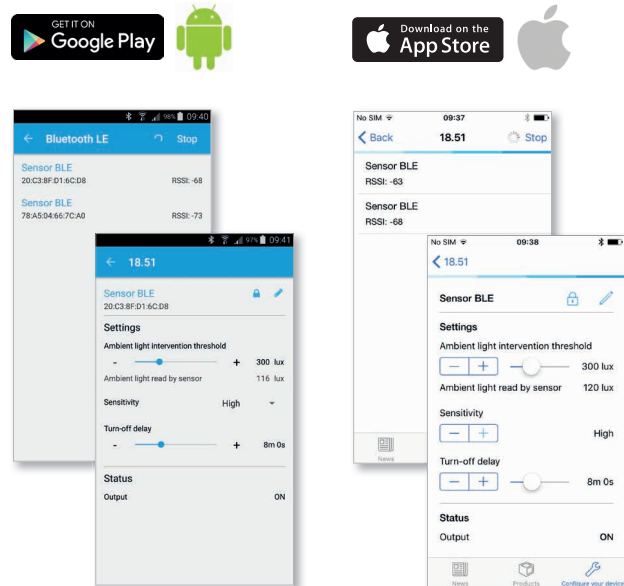 GET IT ON
Google Play
Download on the
App Store
98% 09:40
Bluetooth LE Stop
Sensor BLE
20:C3:8F:D1:6C:D8 RSSI: -68
Sensor BLE
78:A5:04:66:7C:A0 RSSI: -73
97% 09:41
18.51
Sensor BLE
20:C3:8F:D1:6C:D8
Settings
Ambient light intervention threshold
- + 300 lux
Ambient light read by sensor 116 lux
Sensitivity High
Turn-off delay
- + 8m 0s
Status
Output ON
No SIM 09:37
Back 18.51 Stop
Sensor BLE
RSSI: -63
Sensor BLE
RSSI: -68
News
No SIM 09:38
18.51
Sensor BLE
Settings
Ambient light intervention threshold
- + 300 lux
Ambient light read by sensor 120 lux
Sensitivity
- + High
Turn-off delay
- + 8m 0s
Status
Output ON
News Products Configure your device